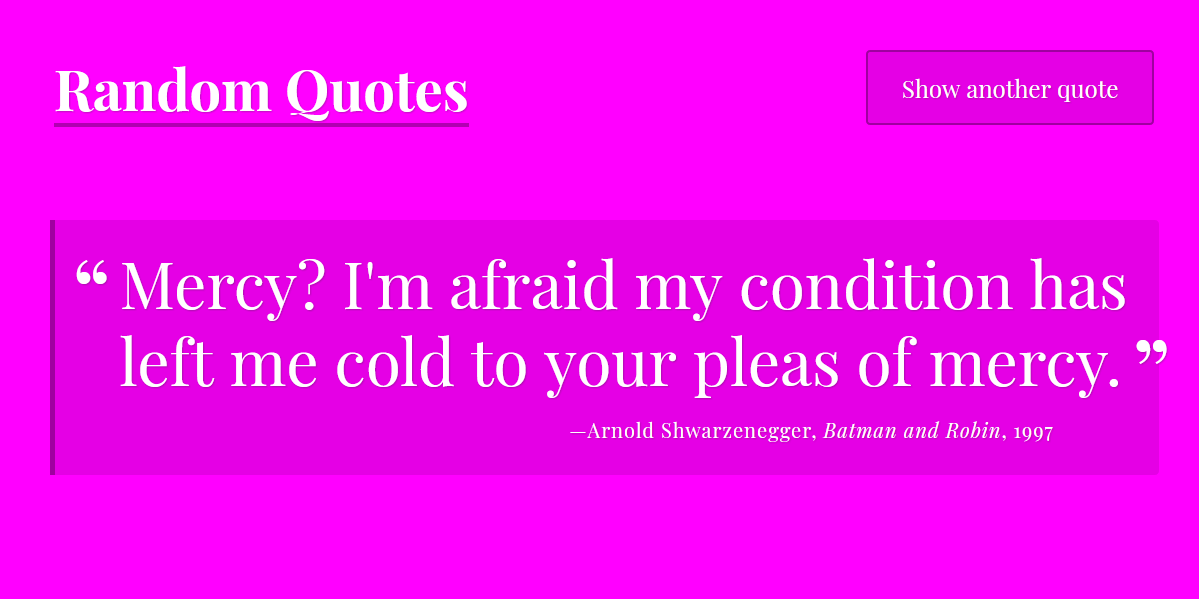 Random Quotes
Show another quote
“ Mercy? I'm afraid my condition has
left me cold to your pleas of mercy. ”
—Arnold Shwarzenegger, Batman and Robin, 1997